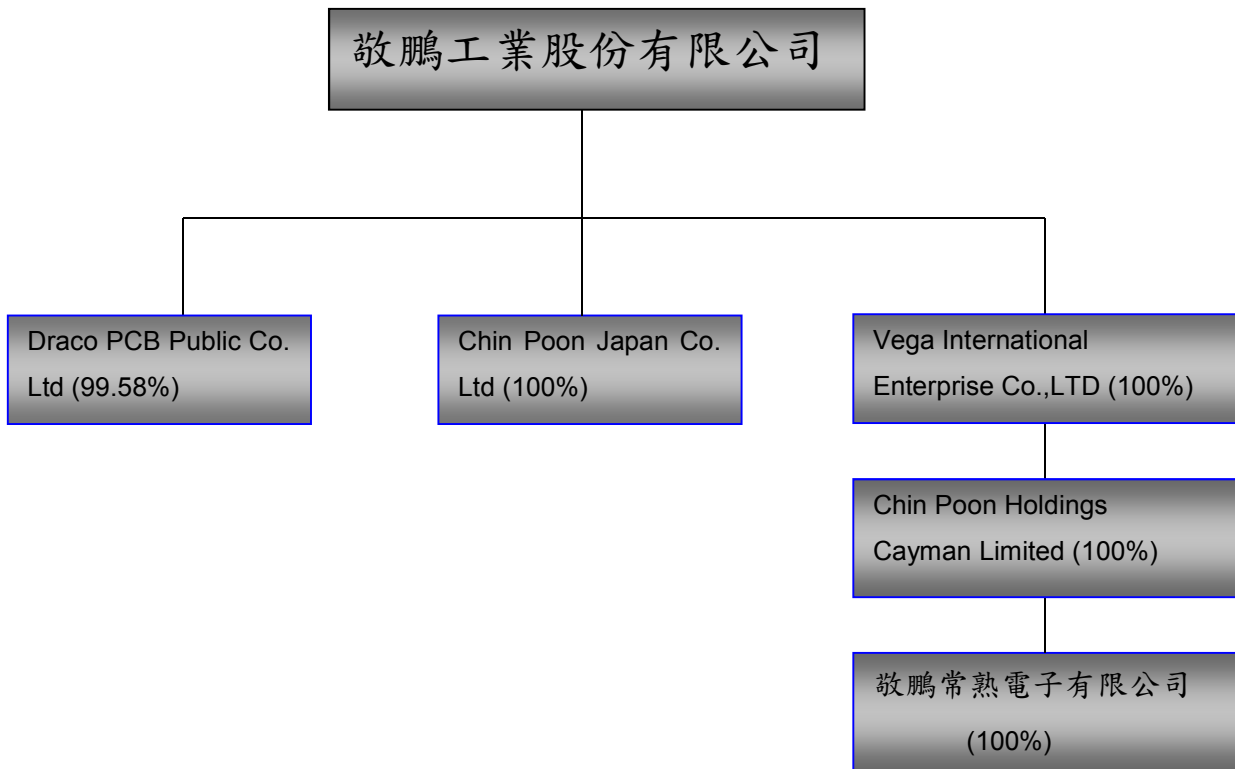 敬鵬工業股份有限公司
Draco PCB Public Co.
Ltd (99.58%)
Chin Poon Japan Co.
Ltd (100%)
Vega International
Enterprise Co.,LTD (100%)
Chin Poon Holdings
Cayman Limited (100%)
敬鵬常熟電子有限公司
(100%)